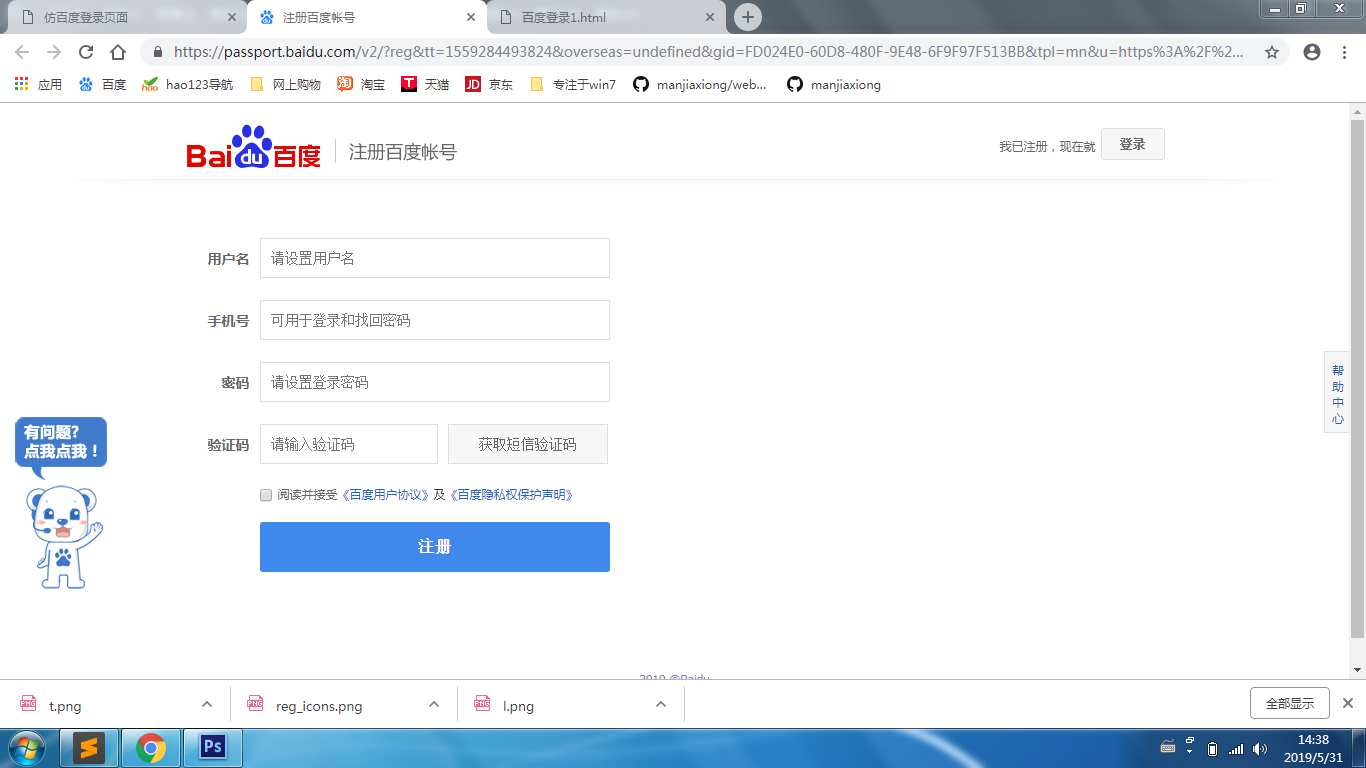 仿百度登录页面
注册百度帐号
百度登录1.html
https://passport.baidu.com/v2/?reg&tt=1559284493824&overseas=undefined&gid=FD024E0-60D8-480F-9E48-6F9F97F513BB&tpl=mn&u=https%3A%2F%2...
应用
百度
hao123导航
网上购物
淘宝
天猫
京东
专注于win7
manjiaxiong/web...
manjiaxiong
Baidu百度
注册百度帐号
我已注册，现在就
登录
用户名
请设置用户名
手机号
可用于登录和找回密码
密码
请设置登录密码
验证码
请输入验证码
获取短信验证码
阅读并接受《百度用户协议》及《百度隐私权保护声明》
注册
有问题?
点我点我！
帮
助
中
心
2019 ©Baidu
t.png
reg_icons.png
l.png
全部显示
Ps
14:38
2019/5/31